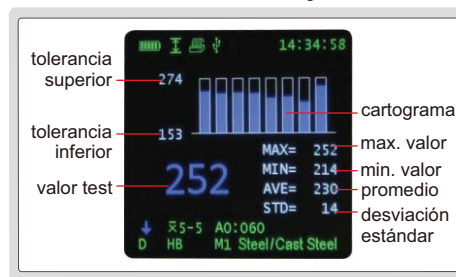 14:34:58
tolerancia
superior
274
cartograma
tolerancia
inferior
153
MAX= 252
max. valor
valor test
252
MIN= 214
min. valor
AVE= 230
promedio
STD= 14
desviación
estándar
x̄5-5 A0:060
D HB M1 Steel/Cast Steel